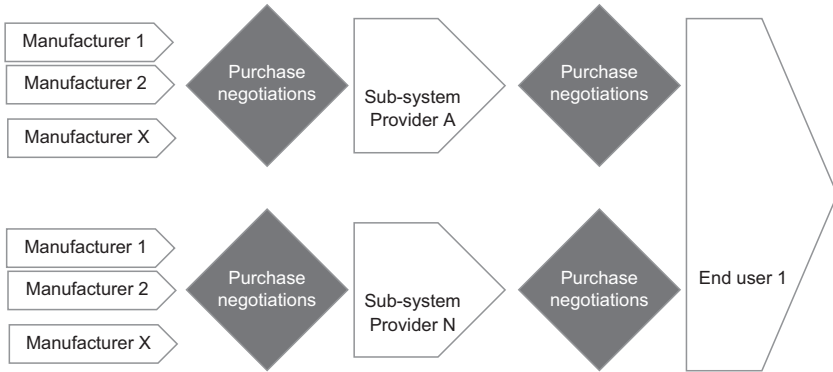 Manufacturer 1
Manufacturer 2
Manufacturer X
Purchase
negotiations
Sub-system
Provider A
Purchase
negotiations
Manufacturer 1
Manufacturer 2
Manufacturer X
Purchase
negotiations
Sub-system
Provider N
Purchase
negotiations
End user 1